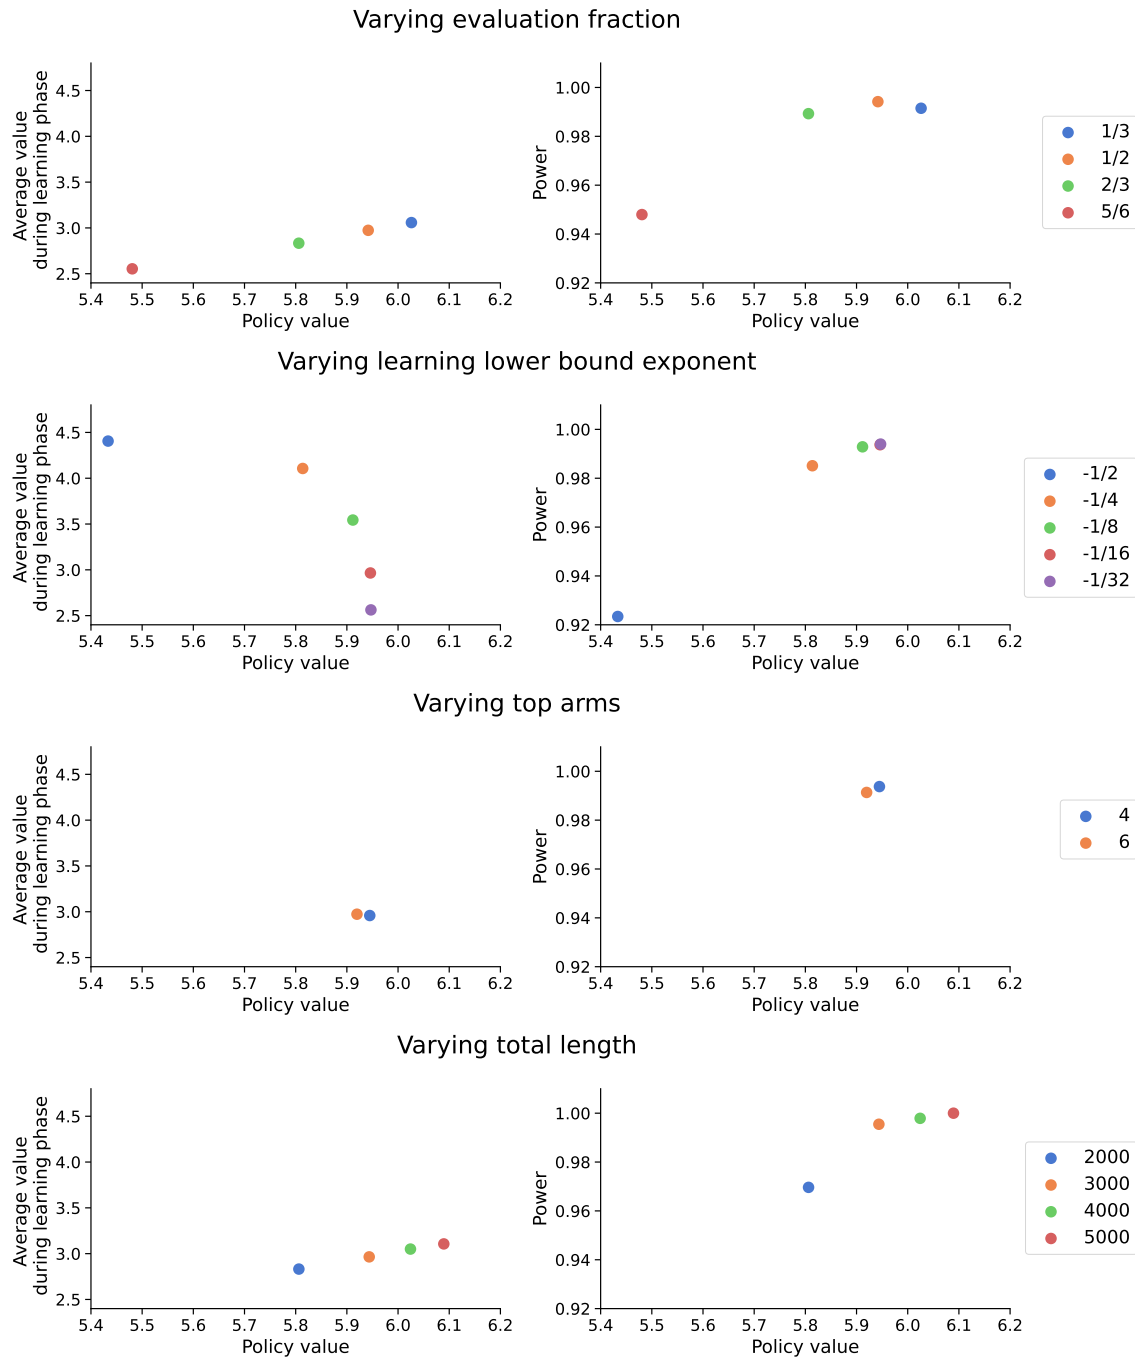 Varying evaluation fraction
Average value
during learning phase
4.5
4.0
3.5
3.0
2.5
5.4 5.5 5.6 5.7 5.8 5.9 6.0 6.1 6.2
Policy value
Power
1.00
0.98
0.96
0.94
0.92
5.4 5.5 5.6 5.7 5.8 5.9 6.0 6.1 6.2
Policy value
1/3
1/2
2/3
5/6
Varying learning lower bound exponent
Average value
during learning phase
4.5
4.0
3.5
3.0
2.5
5.4 5.5 5.6 5.7 5.8 5.9 6.0 6.1 6.2
Policy value
Power
1.00
0.98
0.96
0.94
0.92
5.4 5.5 5.6 5.7 5.8 5.9 6.0 6.1 6.2
Policy value
-1/2
-1/4
-1/8
-1/16
-1/32
Varying top arms
Average value
during learning phase
4.5
4.0
3.5
3.0
2.5
5.4 5.5 5.6 5.7 5.8 5.9 6.0 6.1 6.2
Policy value
Power
1.00
0.98
0.96
0.94
0.92
5.4 5.5 5.6 5.7 5.8 5.9 6.0 6.1 6.2
Policy value
4
6
Varying total length
Average value
during learning phase
4.5
4.0
3.5
3.0
2.5
5.4 5.5 5.6 5.7 5.8 5.9 6.0 6.1 6.2
Policy value
Power
1.00
0.98
0.96
0.94
0.92
5.4 5.5 5.6 5.7 5.8 5.9 6.0 6.1 6.2
Policy value
2000
3000
4000
5000